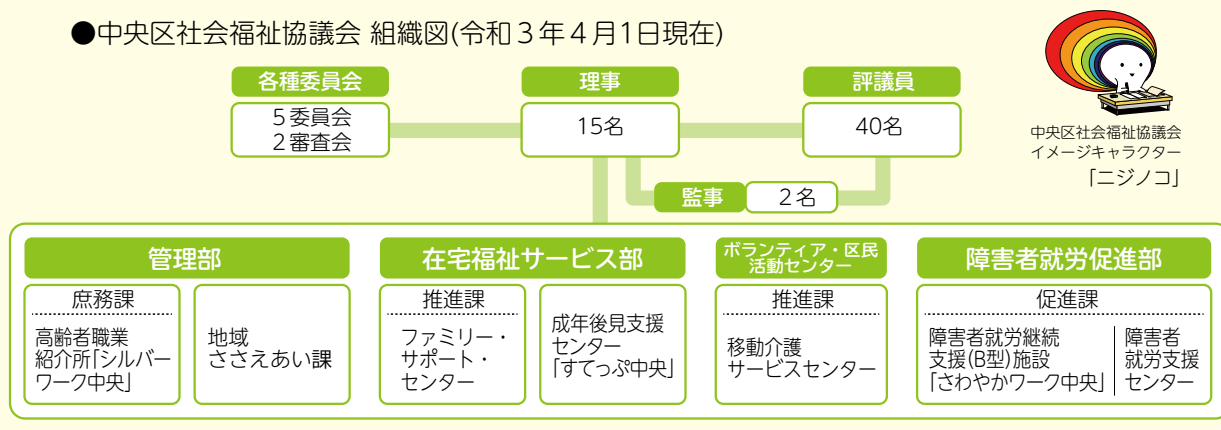 ●中央区社会福祉協議会 組織図(令和３年４月1日現在)
各種委員会
５委員会
２審査会
理事
15名
評議員
40名
監事
２名
中央区社会福祉協議会
イメージキャラクター
「ニジノコ」
管理部
庶務課
高齢者職業
紹介所「シルバー
ワーク中央」
地域
ささえあい課
在宅福祉サービス部
推進課
ファミリー・
サポート・
センター
成年後見支援
センター
「すてっぷ中央」
ボランティア・区民
活動センター
推進課
移動介護
サービスセンター
障害者就労促進部
促進課
障害者就労継続
支援(B型)施設
「さわやかワーク中央」
障害者
就労支援
センター